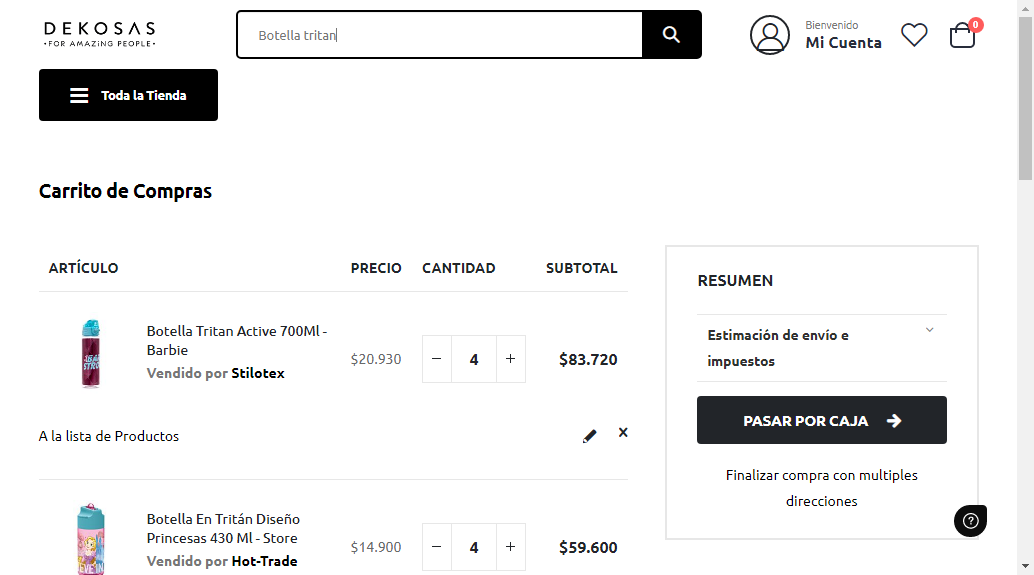 DEKOSAS
•FOR AMAZING PEOPLE•
Botella tritan
Bienvenido
Mi Cuenta
0
Toda la Tienda
Carrito de Compras
ARTÍCULO PRECIO CANTIDAD SUBTOTAL
Botella Tritan Active 700Ml -
Barbie
Vendido por Stilotex
$20.930 − 4 + $83.720
A la lista de Productos
Botella En Tritán Diseño
Princesas 430 Ml - Store
Vendido por Hot-Trade
$14.900 − 4 + $59.600
RESUMEN
Estimación de envío e
impuestos
PASAR POR CAJA
Finalizar compra con multiples
direcciones